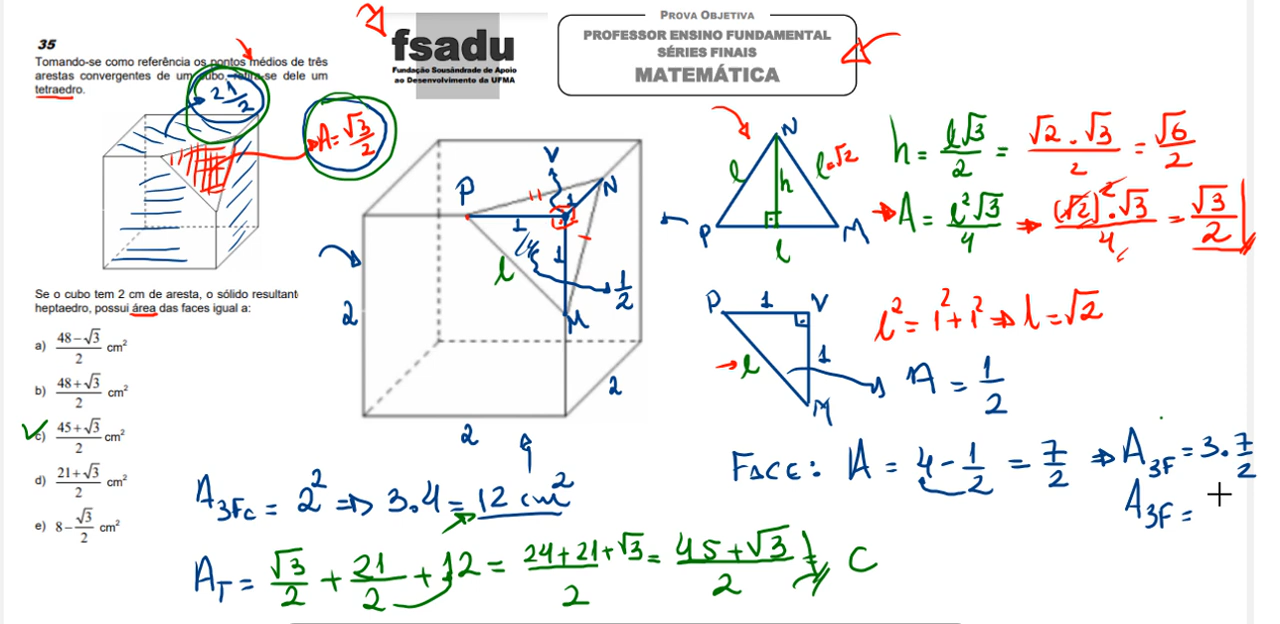 35
Tomando-se como referência os pontos médios de três
arestas convergentes de um cubo, retira-se dele um
tetraedro.
21/2
A = √3/2
Se o cubo tem 2 cm de aresta, o sólido resultant
heptaedro, possui área das faces igual a:
a) (48 − √3)/2 cm²
b) (48 + √3)/2 cm²
c) (45 + √3)/2 cm²
d) (21 + √3)/2 cm²
e) 8 − √3/2 cm²
fsadu
Fundação Sousândrade de Apoio
ao Desenvolvimento da UFMA
PROVA OBJETIVA
PROFESSOR ENSINO FUNDAMENTAL
SÉRIES FINAIS
MATEMÁTICA
V
P
N
1
1
1
l
1/2
M
2
2
2
N
l
h
l = √2
P
M
l
h = l√3/2 = √2 . √3/2 = √6/2
A = l²√3/4 ⇒ (√2)² . √3/4 = √3/2
P 1 V
1
l
M
l² = 1² + 1² ⇒ l = √2
A = 1/2
FACE: A = 4 − 1/2 = 7/2 ⇒ A3F = 3 . 7/2
A3F =
A3Fc = 2² ⇒ 3.4 = 12 cm²
AT = √3/2 + 21/2 + 12 = (24 + 21 + √3)/2 = (45 + √3)/2 C